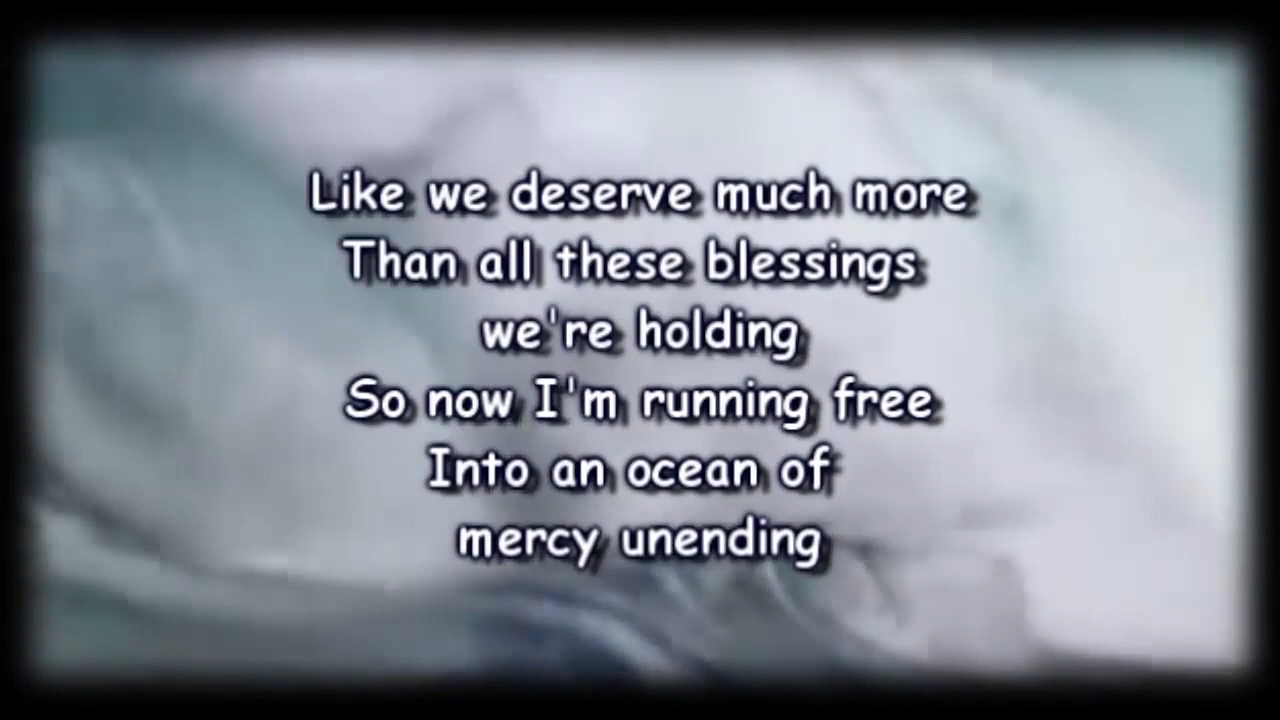 Like we deserve much more
Than all these blessings
we're holding
So now I'm running free
Into an ocean of
mercy unending